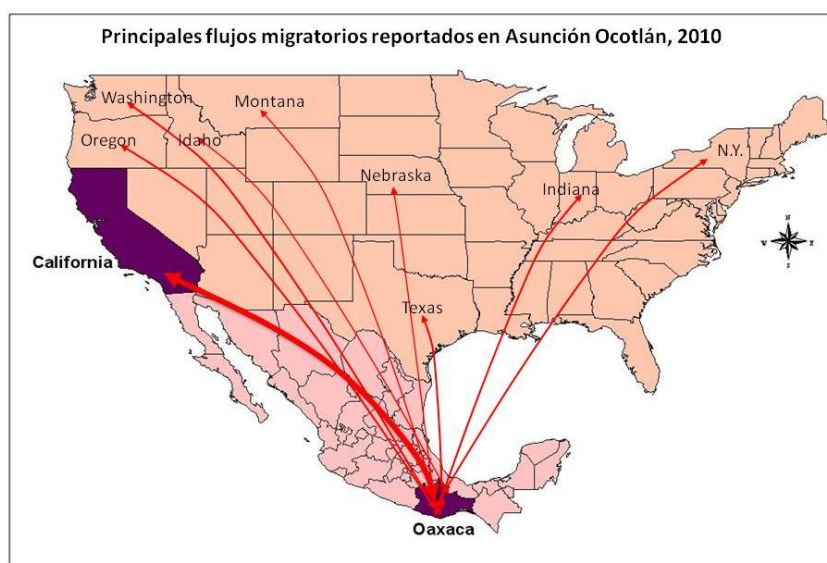 Principales flujos migratorios reportados en Asunción Ocotlán, 2010
Washington
Montana
Oregon
Idaho
N.Y.
Nebraska
Indiana
N
W E
S
California
Texas
Oaxaca